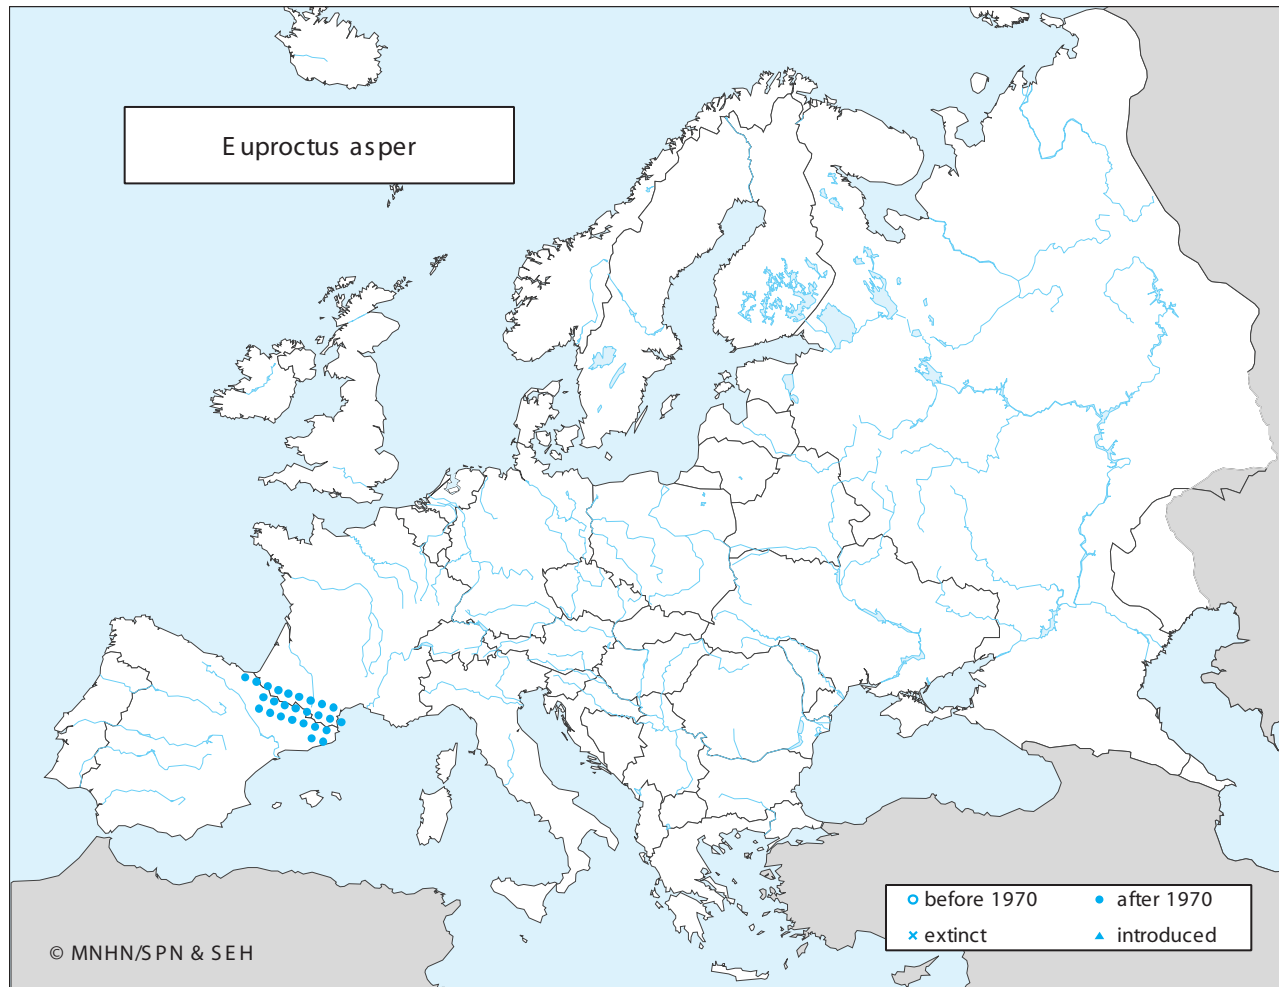 Euproctus asper
before 1970
after 1970
extinct
introduced
© MNHN/SPN & SEH